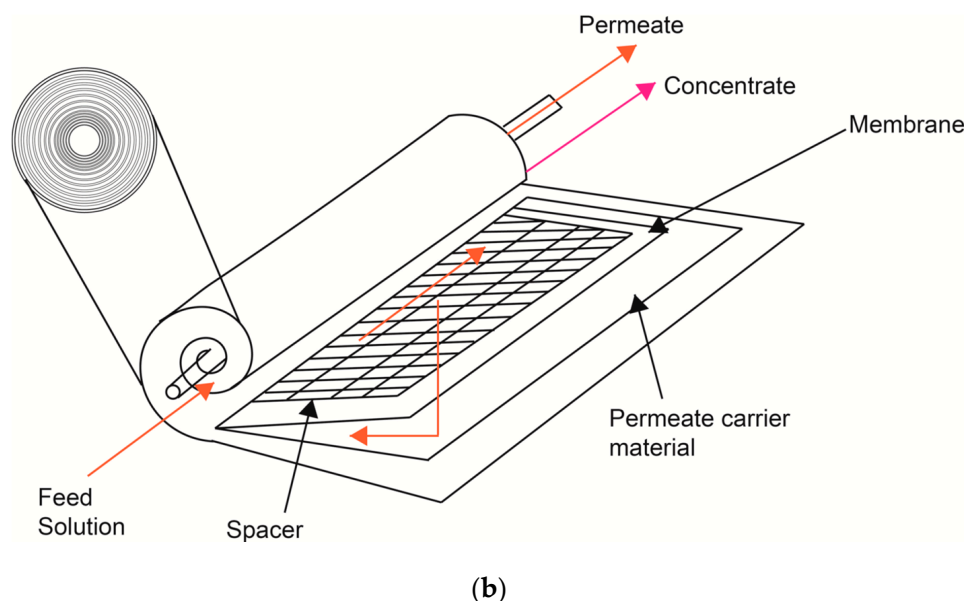 Permeate
Concentrate
Membrane
Permeate carrier
material
Feed
Solution
Spacer
(b)